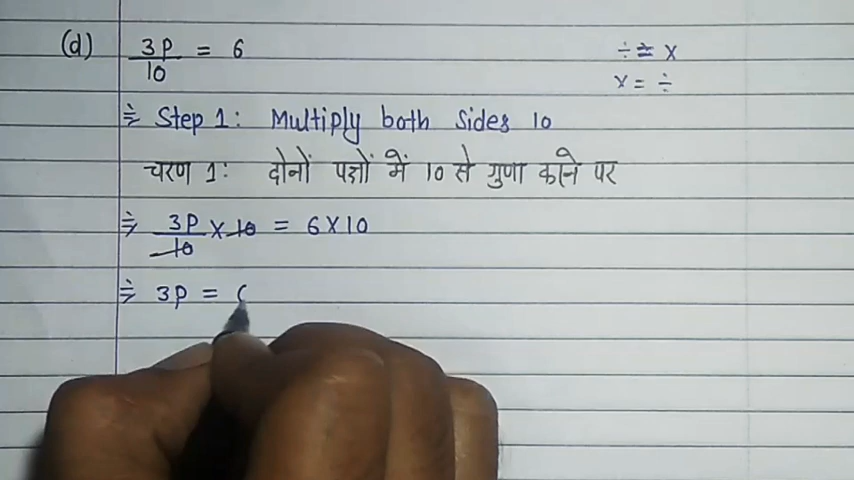 (d) 3P/10 = 6
÷ = x
x = ÷
⇒ Step 1: Multiply both sides 10
चरण 1: दोनों पक्षों में 10 से गुणा करने पर
⇒ 3P/10 x 10 = 6 x 10
⇒ 3P =